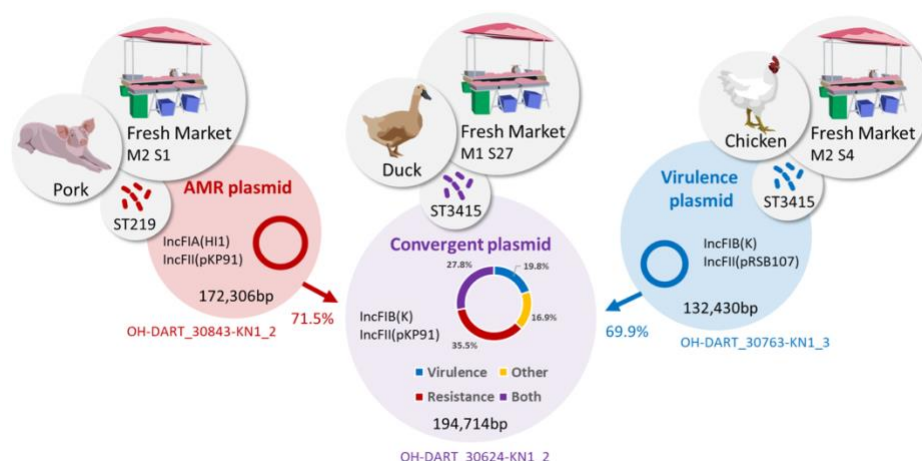 Pork
Fresh Market
M2 S1
ST219
AMR plasmid
IncFIA(HI1)
IncFII(pKP91)
172,306bp
OH-DART_30843-KN1_2
71.5%
Duck
Fresh Market
M1 S27
ST3415
Convergent plasmid
27.8%
19.8%
IncFIB(K)
IncFII(pKP91)
16.9%
35.5%
Virulence
Other
Resistance
Both
194,714bp
OH-DART_30624-KN1_2
Chicken
Fresh Market
M2 S4
ST3415
Virulence
plasmid
IncFIB(K)
IncFII(pRSB107)
132,430bp
69.9%
OH-DART_30763-KN1_3